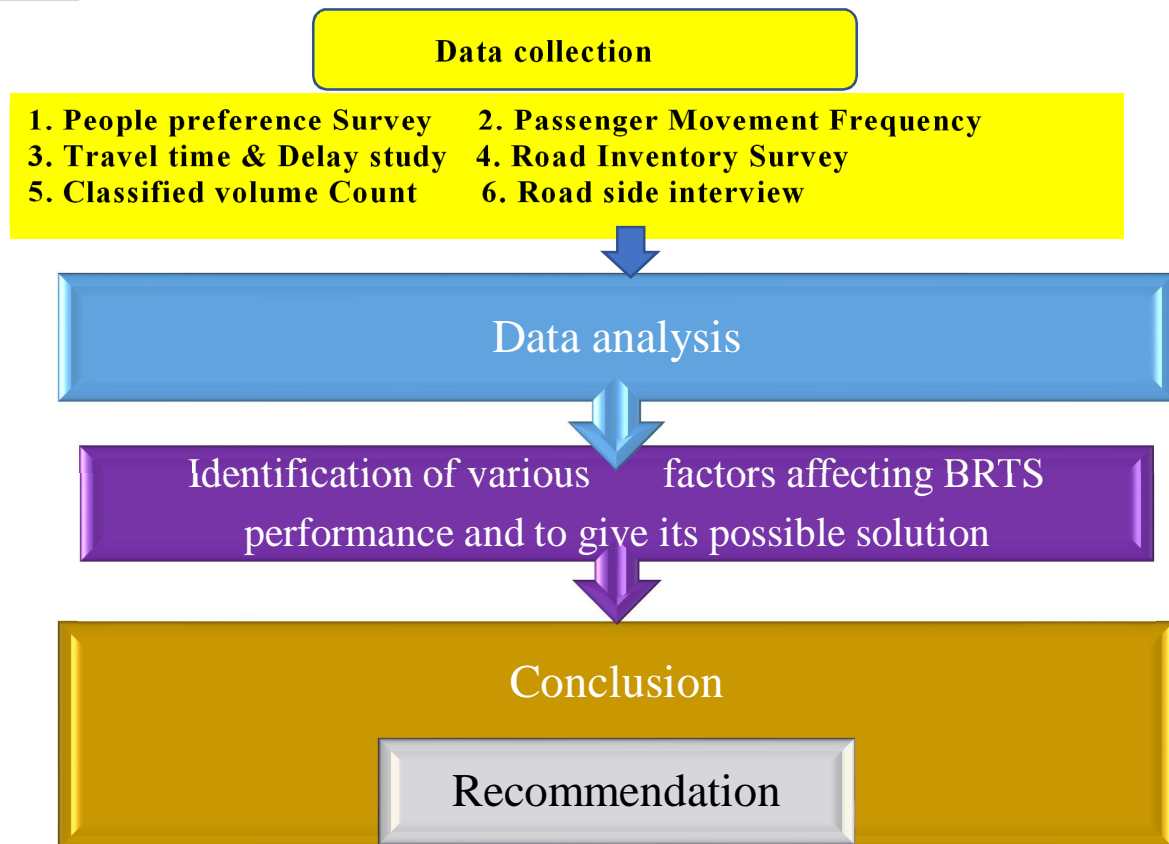 Data collection
1. People preference Survey 2. Passenger Movement Frequency
3. Travel time & Delay study 4. Road Inventory Survey
5. Classified volume Count 6. Road side interview
Data analysis
Identification of various factors affecting BRTS
performance and to give its possible solution
Conclusion
Recommendation